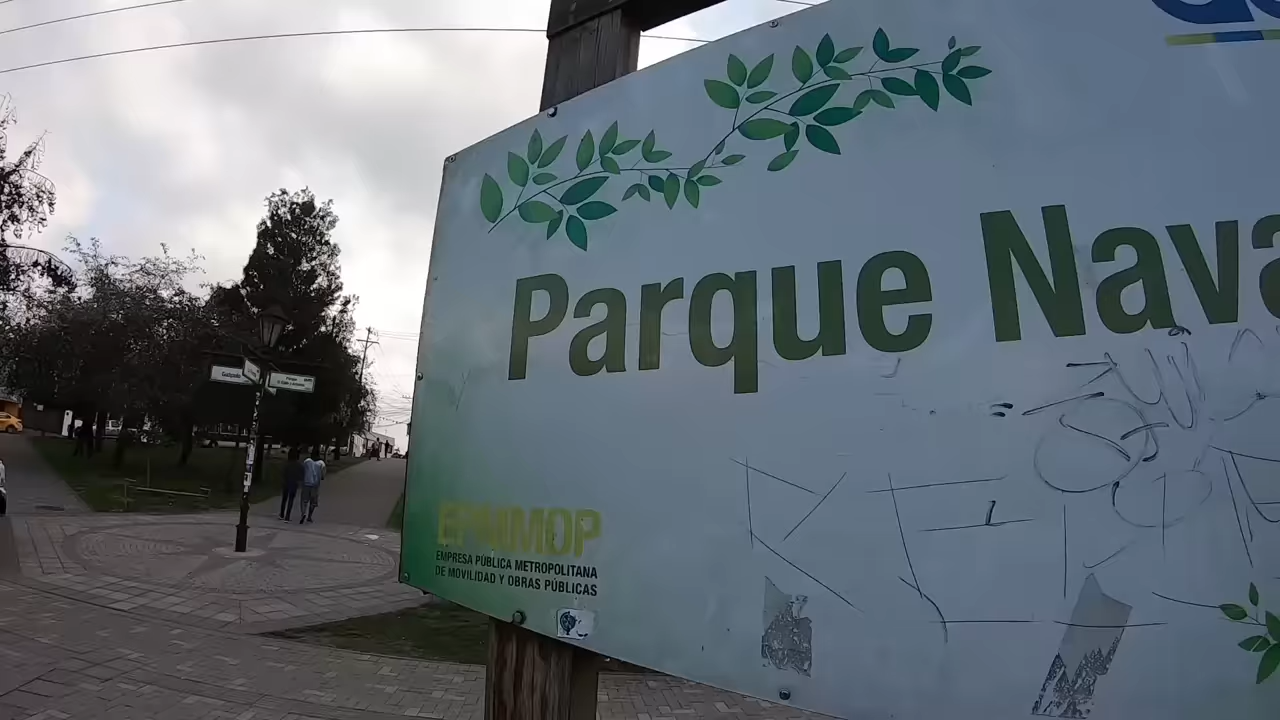 Parque Nava
EPMMOP
EMPRESA PÚBLICA METROPOLITANA
DE MOVILIDAD Y OBRAS PÚBLICAS